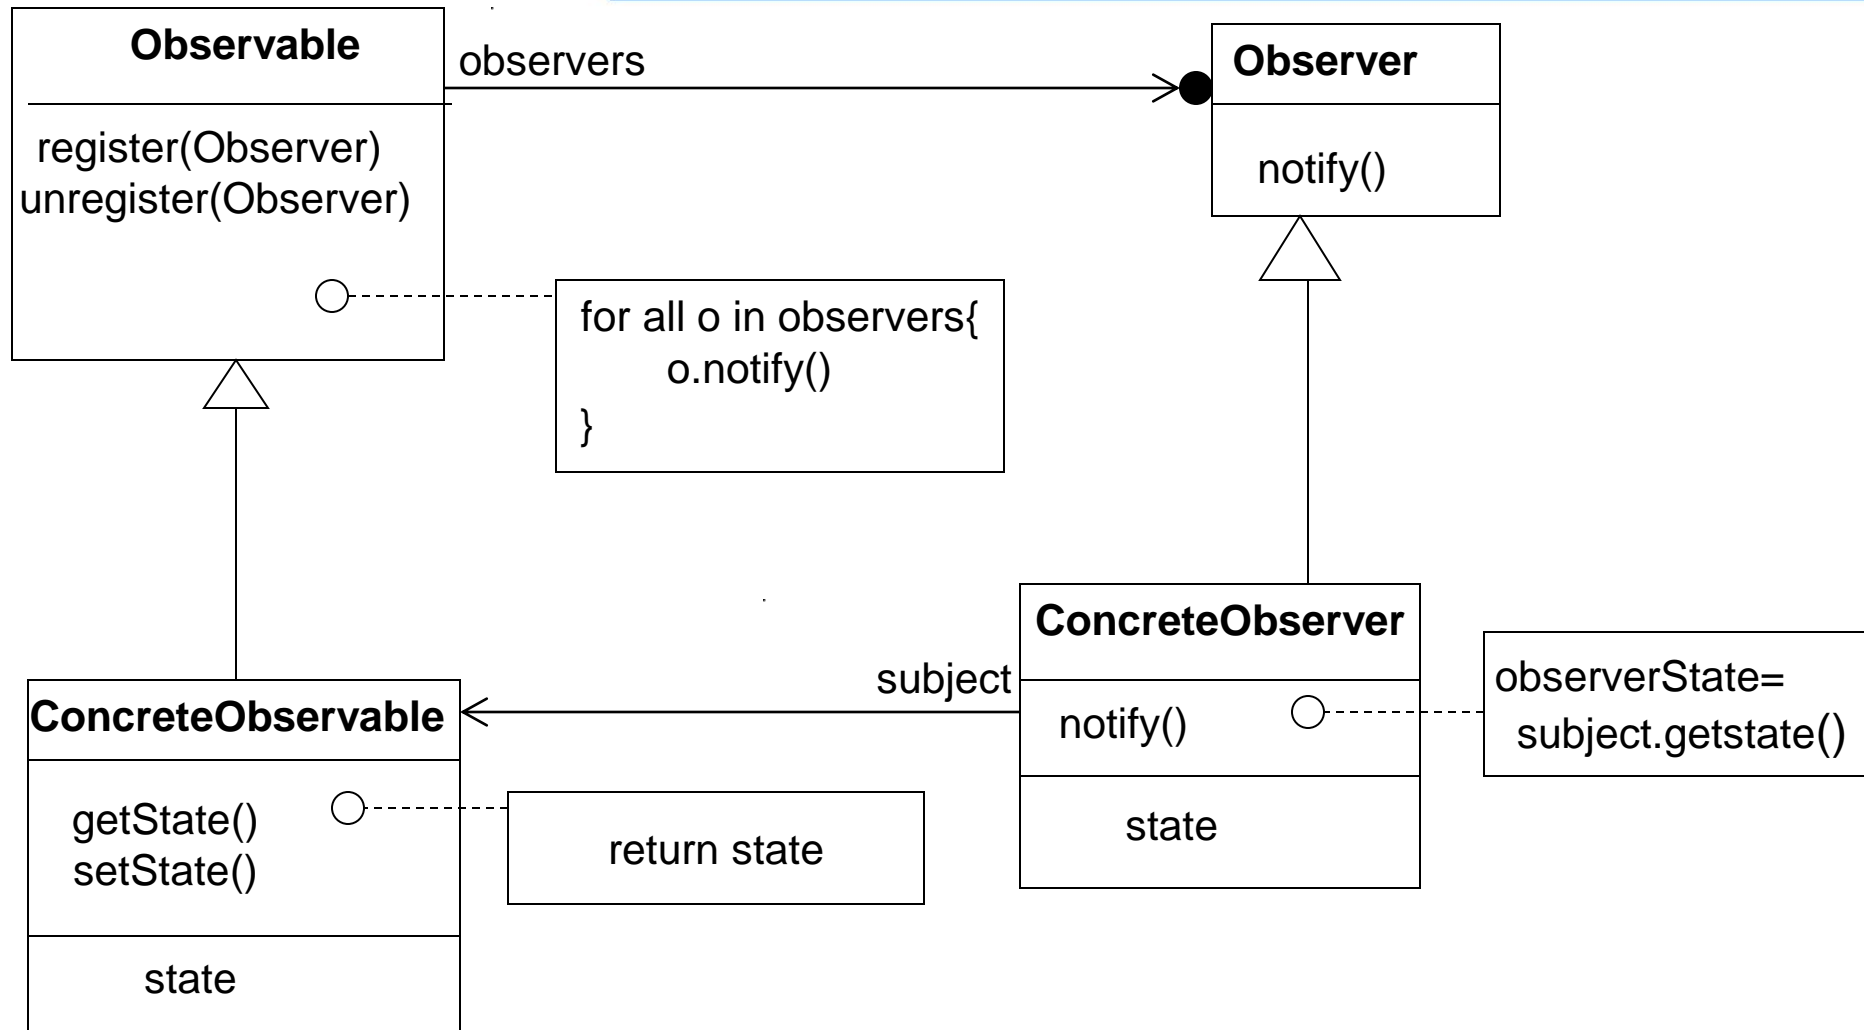 Observable
register(Observer)
unregister(Observer)
observers
Observer
notify()
for all o in observers{
o.notify()
}
ConcreteObserver
notify()
state
subject
observerState=
subject.getstate()
ConcreteObservable
getState()
setState()
state
return state